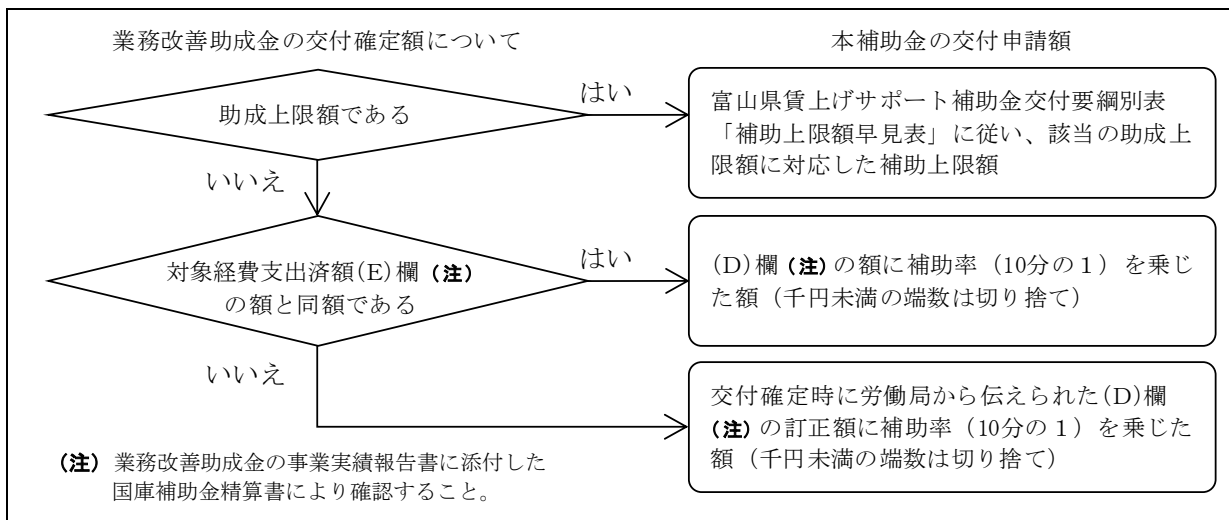 業務改善助成金の交付確定額について
本補助金の交付申請額
助成上限額である
はい
富山県賃上げサポート補助金交付要綱別表
「補助上限額早見表」に従い、該当の助成上
限額に対応した補助上限額
いいえ
対象経費支出済額(E)欄(注)
の額と同額である
はい
(D)欄(注)の額に補助率（10分の１）を乗じ
た額（千円未満の端数は切り捨て）
いいえ
交付確定時に労働局から伝えられた(D)欄
(注)の訂正額に補助率（10分の１）を乗じた
額（千円未満の端数は切り捨て）
(注) 業務改善助成金の事業実績報告書に添付した
国庫補助金精算書により確認すること。